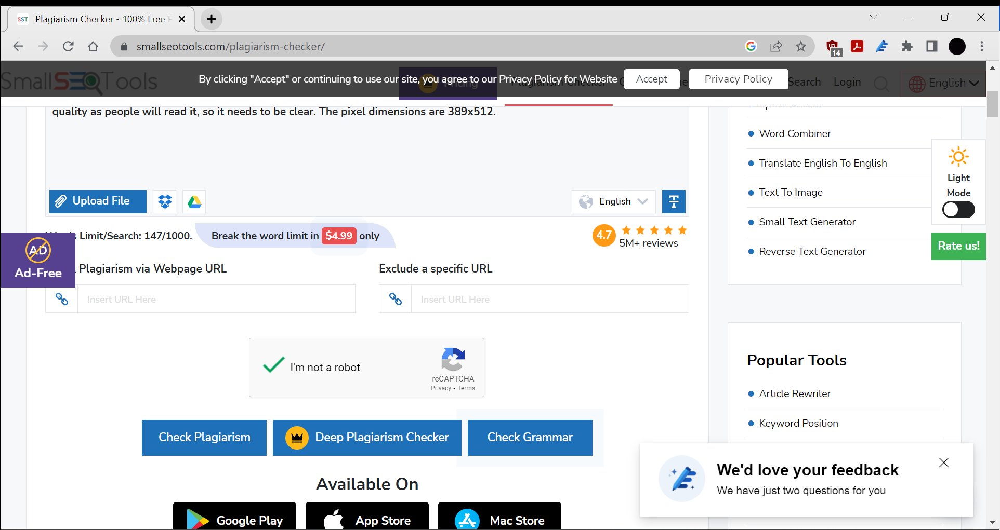 SST Plagiarism Checker - 100% Free
smallseotools.com/plagiarism-checker/
14
SmallSEOTools
By clicking "Accept" or continuing to use our site, you agree to our Privacy Policy for Website
Accept
Privacy Policy
Pricing
Plagiarism Checker
Search
Login
English
quality as people will read it, so it needs to be clear. The pixel dimensions are 389x512.
Upload File
English
Limit/Search: 147/1000.
Break the word limit in $4.99 only
4.7
5M+ reviews
AD
Ad-Free
Plagiarism via Webpage URL
Exclude a specific URL
Insert URL Here
Insert URL Here
I'm not a robot
reCAPTCHA
Privacy - Terms
Check Plagiarism
Deep Plagiarism Checker
Check Grammar
Available On
Google Play
App Store
Mac Store
Spell Checker
Word Combiner
Translate English To English
Text To Image
Small Text Generator
Reverse Text Generator
Light
Mode
Rate us!
Popular Tools
Article Rewriter
Keyword Position
We'd love your feedback
We have just two questions for you